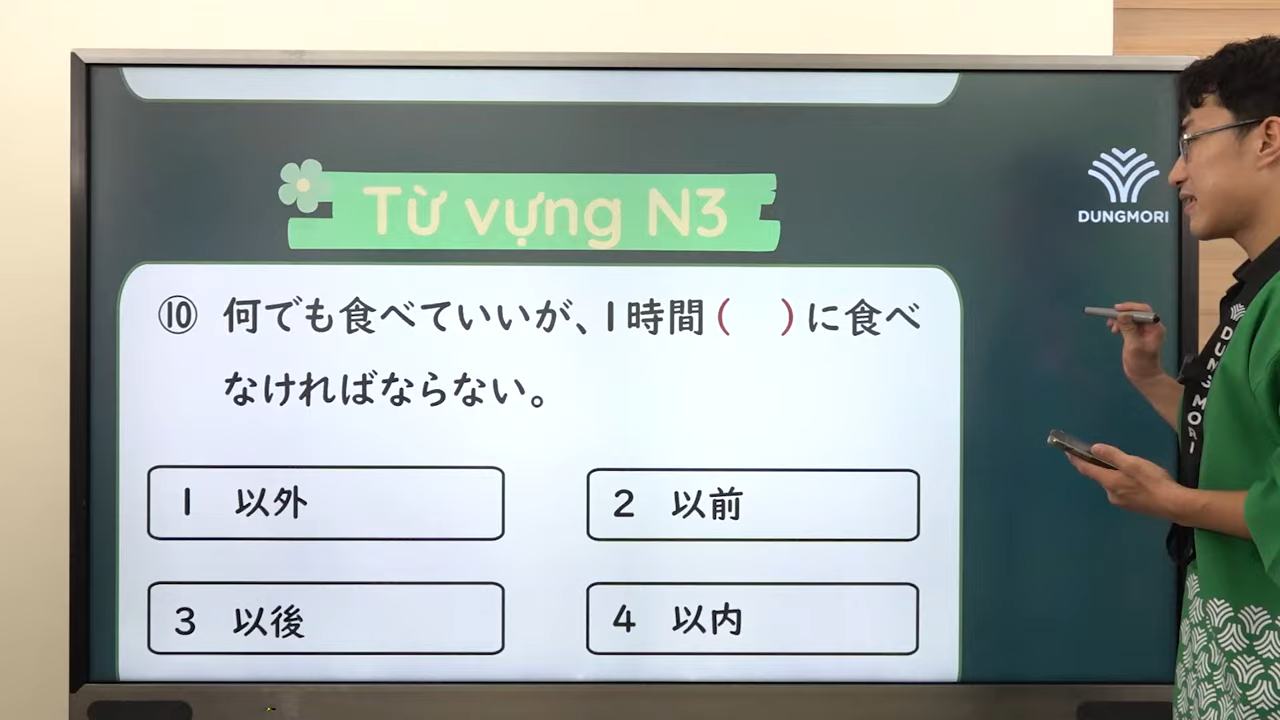 Từ vựng N3
DUNGMORI
⑩ 何でも食べていいが、1時間( )に食べ
なければならない。
1 以外
2 以前
3 以後
4 以内
DUNGMORI